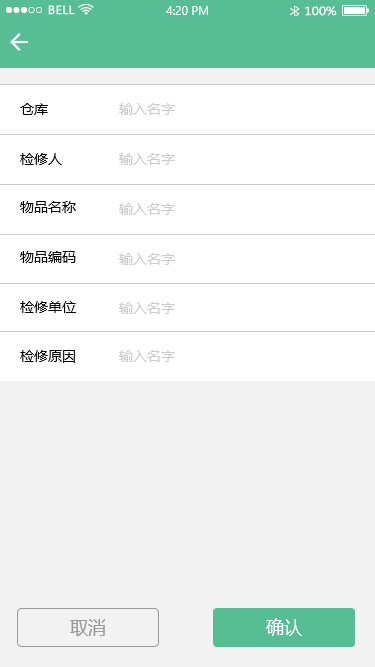 BELL 4:20 PM 100%
仓库 输入名字
检修人 输入名字
物品名称 输入名字
物品编码 输入名字
检修单位 输入名字
检修原因 输入名字
取消 确认